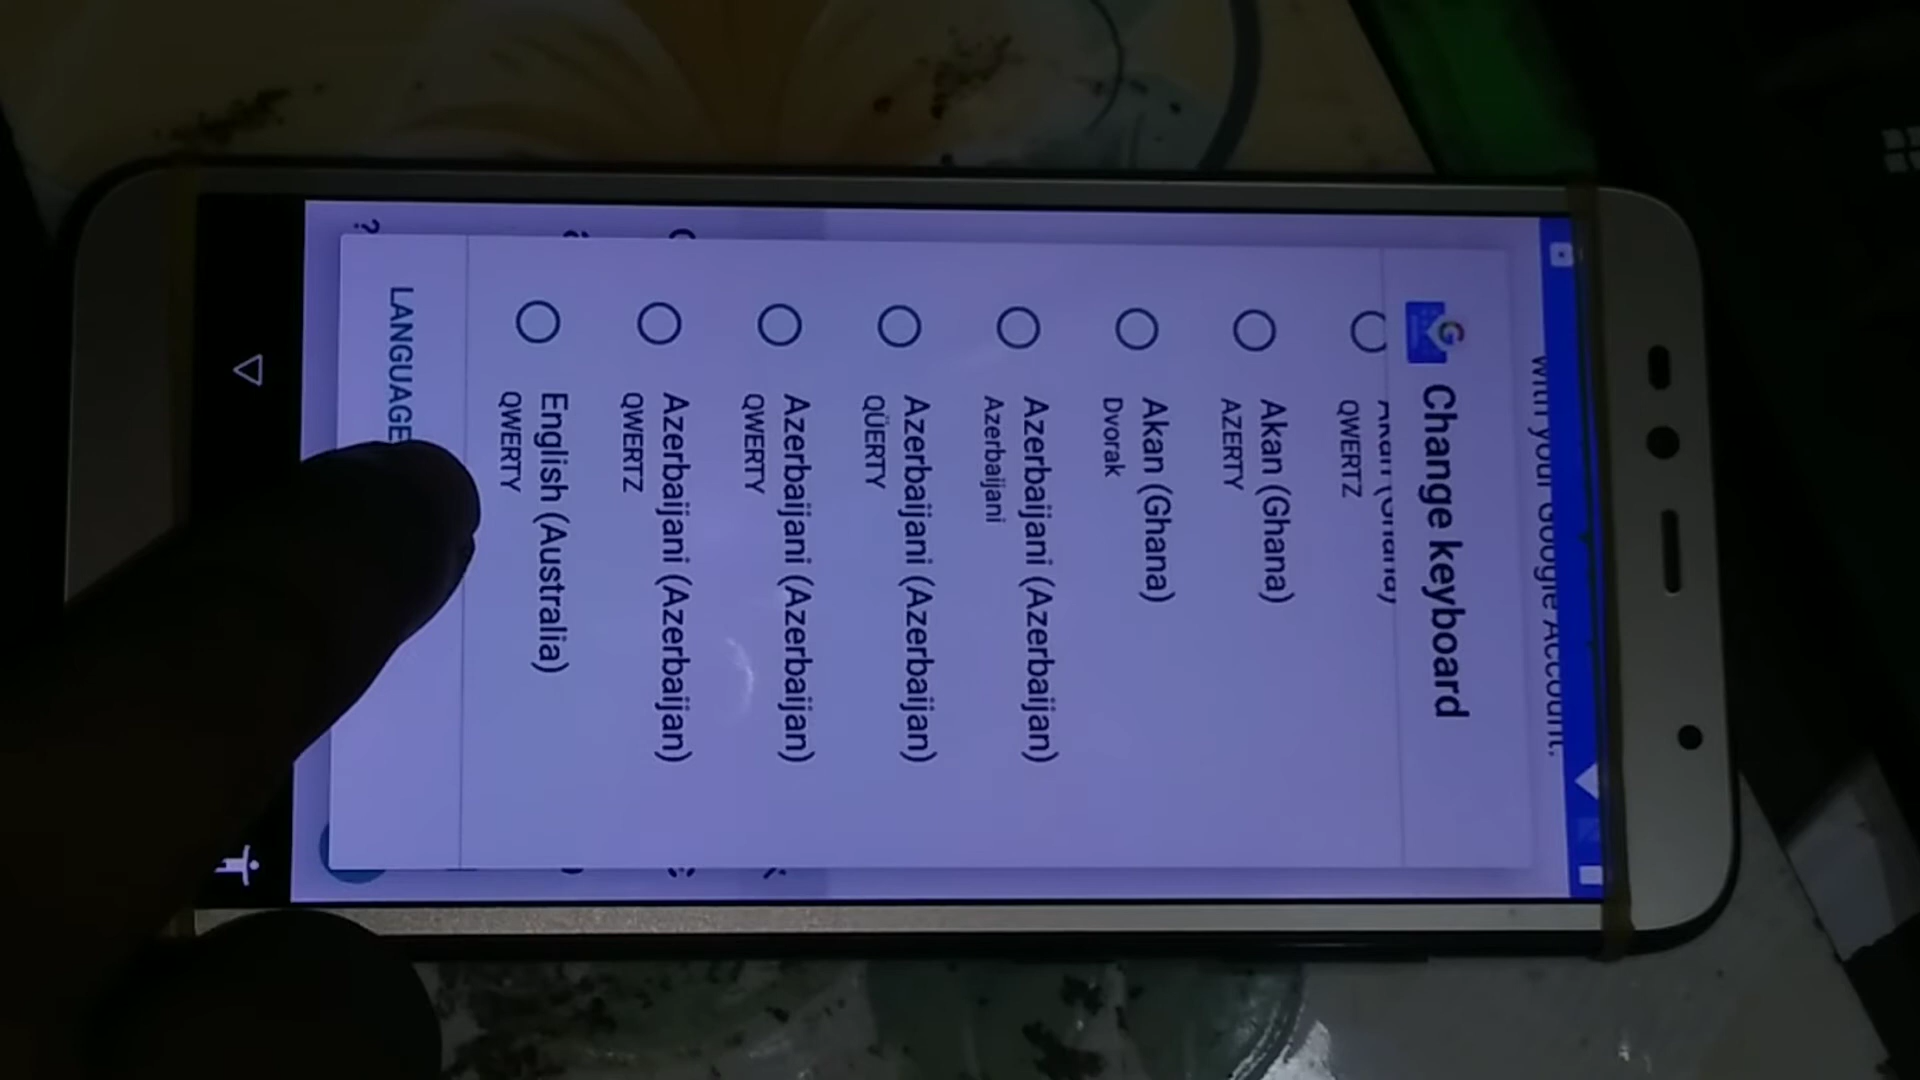 with your Google Account.
Change keyboard
Akan (Ghana)
QWERTZ
Akan (Ghana)
AZERTY
Akan (Ghana)
Dvorak
Azerbaijani (Azerbaijan)
Azerbaijani
Azerbaijani (Azerbaijan)
QÜERTY
Azerbaijani (Azerbaijan)
QWERTY
Azerbaijani (Azerbaijan)
QWERTZ
English (Australia)
QWERTY
LANGUAGE
?